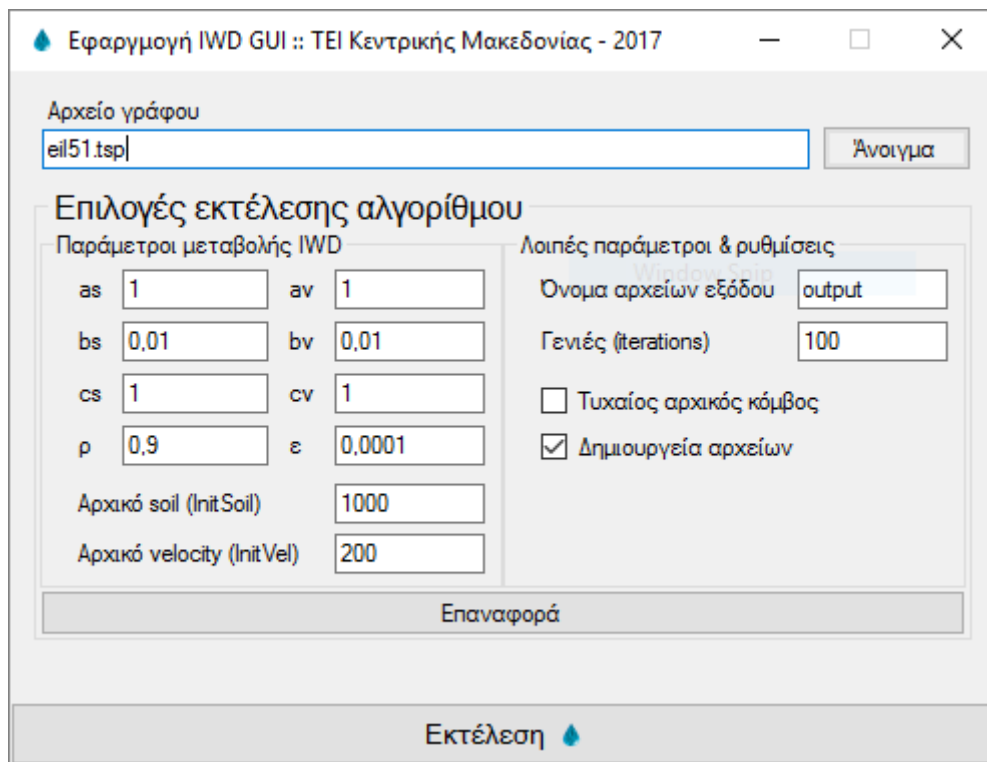 Εφαργμογή IWD GUI :: ΤΕΙ Κεντρικής Μακεδονίας - 2017
Αρχείο γράφου
eil51.tsp
Άνοιγμα
Επιλογές εκτέλεσης αλγορίθμου
Παράμετροι μεταβολής IWD
as 1 av 1
bs 0,01 bv 0,01
cs 1 cv 1
ρ 0,9 ε 0,0001
Αρχικό soil (InitSoil) 1000
Αρχικό velocity (InitVel) 200
Λοιπές παράμετροι & ρυθμίσεις
Window Snip
Όνομα αρχείων εξόδου output
Γενιές (iterations) 100
Τυχαίος αρχικός κόμβος
Δημιουργεία αρχείων
Επαναφορά
Εκτέλεση